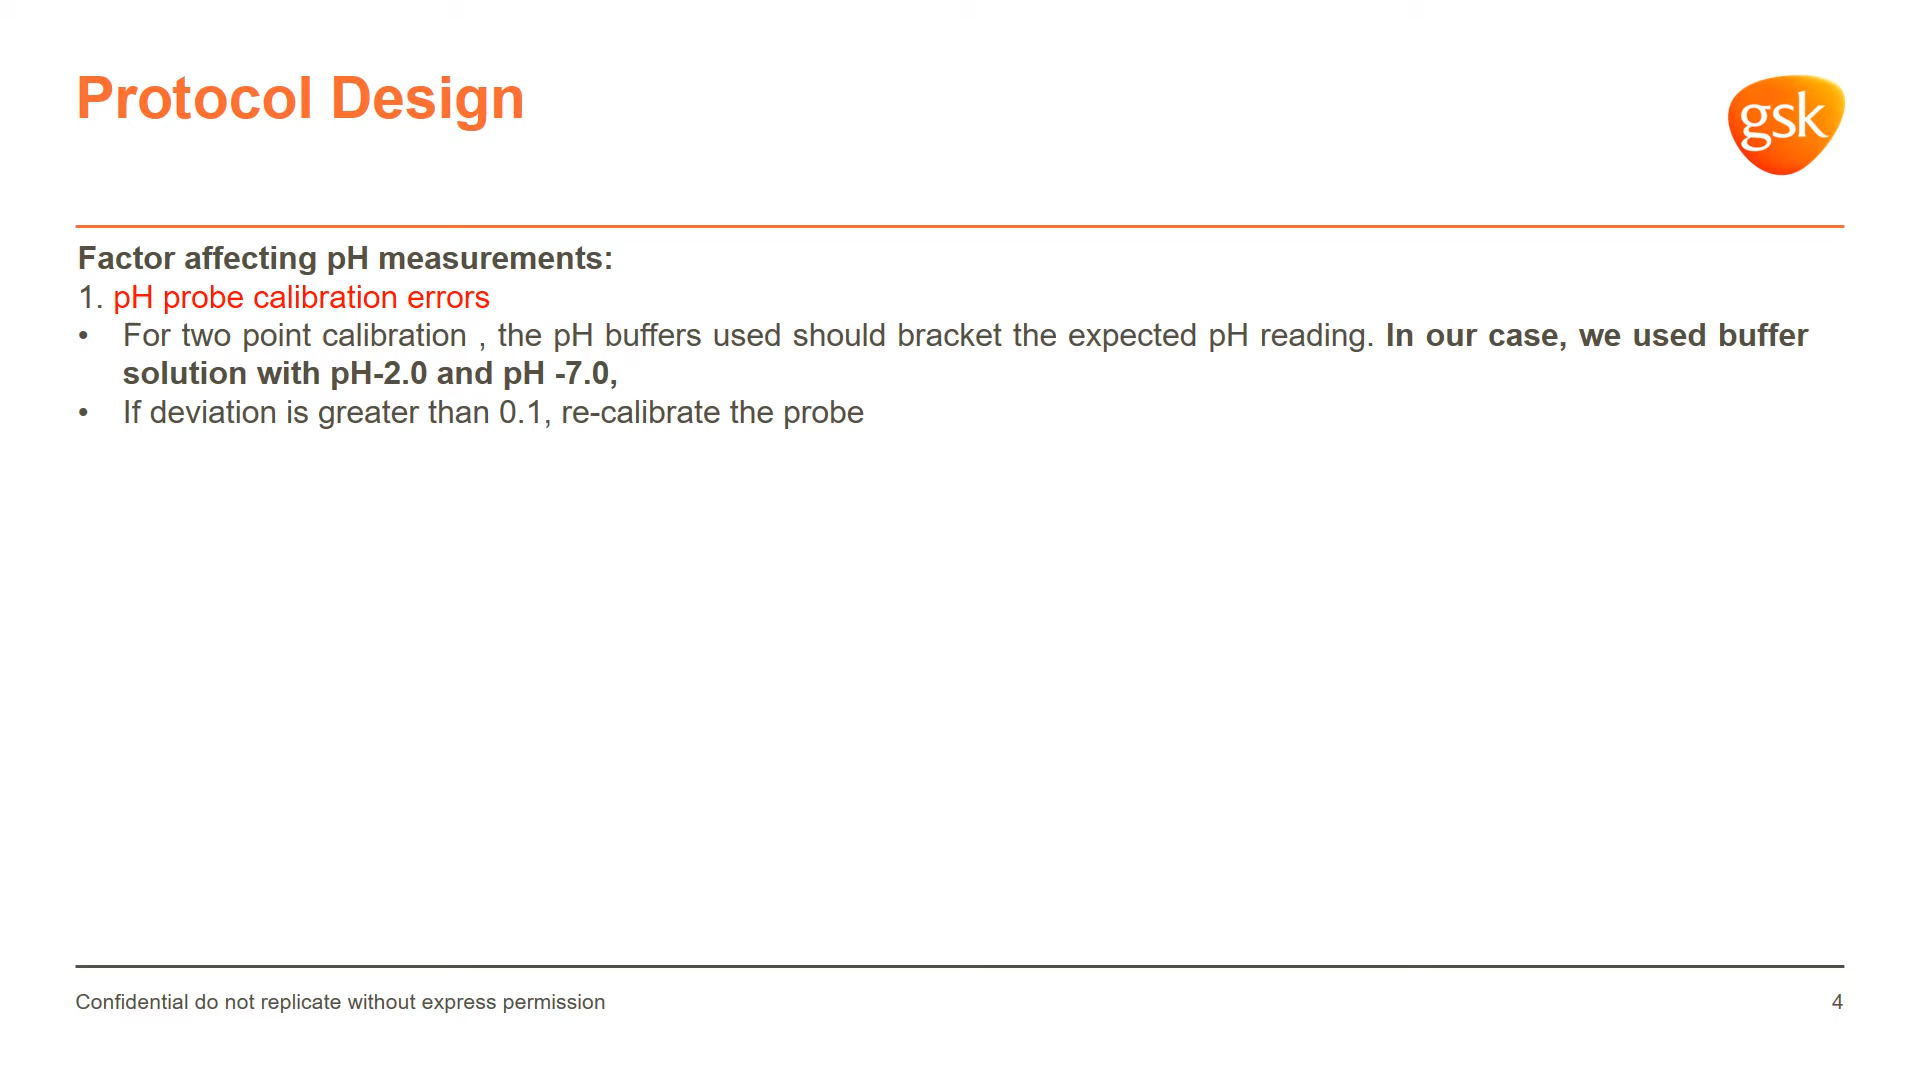 Protocol Design
gsk
Factor affecting pH measurements:
1. pH probe calibration errors
• For two point calibration , the pH buffers used should bracket the expected pH reading. In our case, we used buffer
solution with pH-2.0 and pH -7.0,
• If deviation is greater than 0.1, re-calibrate the probe
Confidential do not replicate without express permission
4